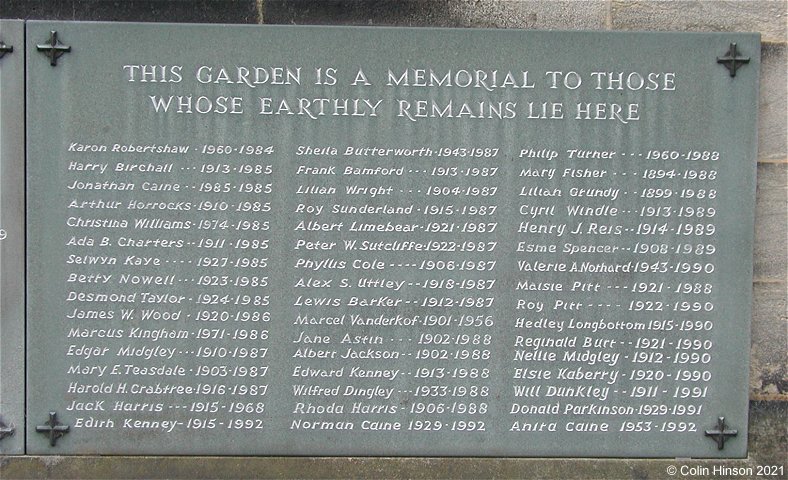 THIS GARDEN IS A MEMORIAL TO THOSE
WHOSE EARTHLY REMAINS LIE HERE
Karon Robertshaw · 1960-1984
Harry Birchall ··· 1913-1985
Jonathan Caine ·· 1985-1985
Arthur Horrocks · 1910-1985
Christina Williams · 1974-1985
Ada B. Charters ·· 1911-1985
Selwyn Kaye ···· 1927-1985
Betty Nowell ··· 1923-1985
Desmond Taylor · 1924-1985
James W. Wood · 1920-1986
Marcus Kingham · 1971-1986
Edgar Midgley ··· 1910-1987
Mary E. Teasdale · 1903-1987
Harold H. Crabtree · 1916-1987
Jack Harris ··· 1915-1968
Edith Kenney - 1915-1992
Sheila Butterworth · 1943-1987
Frank Bamford ··· 1913-1987
Lilian Wright ··· 1904-1987
Roy Sunderland · 1915-1987
Albert Limebear · 1921-1987
Peter W. Sutcliffe · 1922-1987
Phyllis Cole ···· 1906-1987
Alex S. Uttley ·· 1918-1987
Lewis Barker ·· 1912-1987
Marcel Vanderkof · 1901-1956
Jane Astin ··· 1902-1988
Albert Jackson ·· 1902-1988
Edward Kenney ·· 1913-1988
Wilfred Dingley ··· 1933-1988
Rhoda Harris · 1906-1988
Norman Caine 1929-1992
Philip Turner ··· 1960-1988
Mary Fisher ··· 1894-1988
Lilian Grundy ·· 1899-1988
Cyril Windle ··· 1913-1989
Henry J. Reis ·· 1914-1989
Esme Spencer ·· 1908-1989
Valerie A. Northard · 1943-1990
Maisie Pitt ··· 1921-1988
Roy Pitt ···· 1922-1990
Hedley Longbottom 1915-1990
Reginald Butt ·· 1921-1990
Nellie Midgley · 1912-1990
Elsie Kaberry · 1920-1990
Will Dunkley ·· 1911-1991
Donald Parkinson · 1929-1991
Anita Caine 1953-1992
9
© Colin Hinson 2021